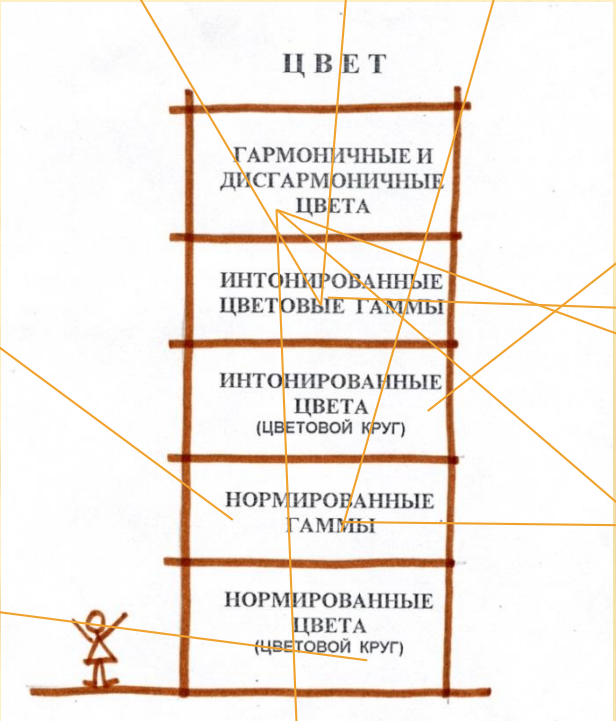 ЦВЕТ
ГАРМОНИЧНЫЕ И
ДИСГАРМОНИЧНЫЕ
ЦВЕТА
ИНТОНИРОВАННЫЕ
ЦВЕТОВЫЕ ГАММЫ
ИНТОНИРОВАННЫЕ
ЦВЕТА
(ЦВЕТОВОЙ КРУГ)
НОРМИРОВАННЫЕ
ГАММЫ
НОРМИРОВАННЫЕ
ЦВЕТА
(ЦВЕТОВОЙ КРУГ)